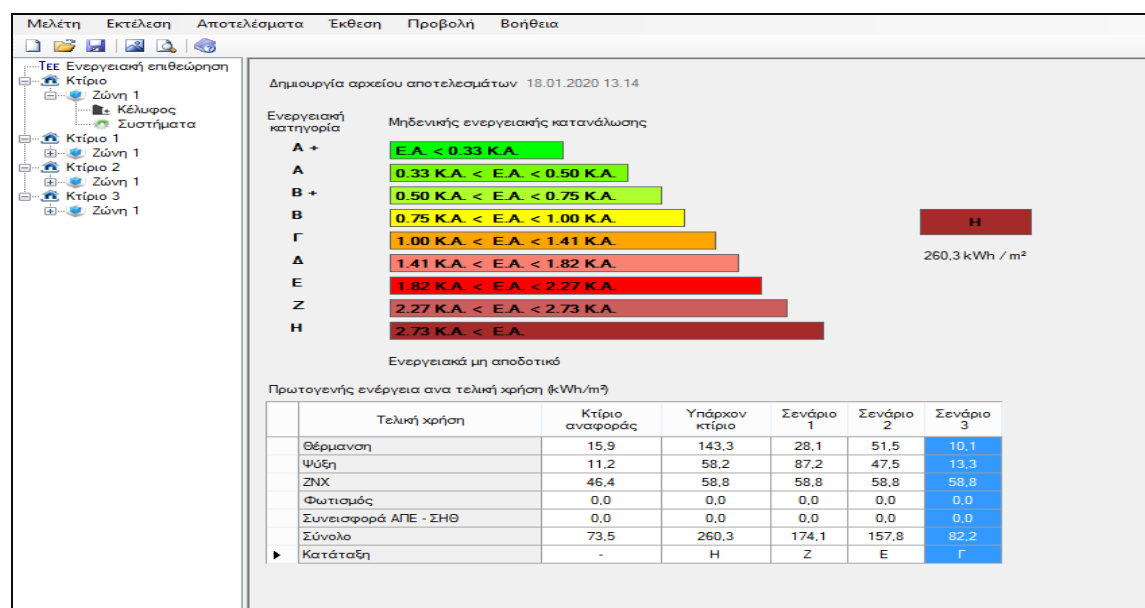 Μελέτη Εκτέλεση Αποτελέσματα Έκθεση Προβολή Βοήθεια
ΤΕΕ Ενεργειακή επιθεώρηση
Κτίριο
Ζώνη 1
Κέλυφος
Συστήματα
Κτίριο 1
Ζώνη 1
Κτίριο 2
Ζώνη 1
Κτίριο 3
Ζώνη 1
Δημιουργία αρχείου αποτελεσμάτων 18.01.2020 13.14
Ενεργειακή κατηγορία
Μηδενικής ενεργειακής κατανάλωσης
Α + Ε.Α. < 0.33 Κ.Α.
Α 0.33 Κ.Α. < Ε.Α. < 0.50 Κ.Α.
Β + 0.50 Κ.Α. < Ε.Α. < 0.75 Κ.Α.
Β 0.75 Κ.Α. < Ε.Α. < 1.00 Κ.Α.
Γ 1.00 Κ.Α. < Ε.Α. < 1.41 Κ.Α.
Δ 1.41 Κ.Α. < Ε.Α. < 1.82 Κ.Α.
Ε 1.82 Κ.Α. < Ε.Α. < 2.27 Κ.Α.
Ζ 2.27 Κ.Α. < Ε.Α. < 2.73 Κ.Α.
Η 2.73 Κ.Α. < Ε.Α.
Η
260,3 kWh / m²
Ενεργειακά μη αποδοτικό
Πρωτογενής ενέργεια ανα τελική χρήση (kWh/m²)
Τελική χρήση Κτίριο αναφοράς Υπάρχον κτίριο Σενάριο 1 Σενάριο 2 Σενάριο 3
Θέρμανση 15,9 143,3 28,1 51,5 10,1
Ψύξη 11,2 58,2 87,2 47,5 13,3
ΖΝΧ 46,4 58,8 58,8 58,8 58,8
Φωτισμός 0,0 0,0 0,0 0,0 0,0
Συνεισφορά ΑΠΕ - ΣΗΘ 0,0 0,0 0,0 0,0 0,0
Σύνολο 73,5 260,3 174,1 157,8 82,2
Κατάταξη - Η Ζ Ε Γ